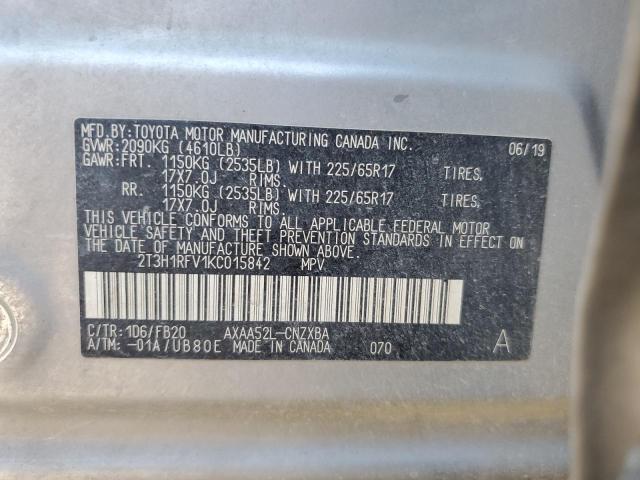 MFD. BY: TOYOTA MOTOR MANUFACTURING CANADA INC. 06/19
GVWR: 2090KG (4610LB)
GAWR: FRT. 1150KG (2535LB) WITH 225/65R17 TIRES,
17X7.0J RIMS.
RR. 1150KG (2535LB) WITH 225/65R17 TIRES,
17X7.0J RIMS.
THIS VEHICLE CONFORMS TO ALL APPLICABLE FEDERAL MOTOR
VEHICLE SAFETY AND THEFT PREVENTION STANDARDS IN EFFECT
ON THE DATE OF MANUFACTURE SHOWN ABOVE.
2T3H1RFV1KC015842 MPV
C/TR: 1D6/FB20 AXAA52L-CNZXBA A
A/TM: -01A/UB80E MADE IN CANADA 070